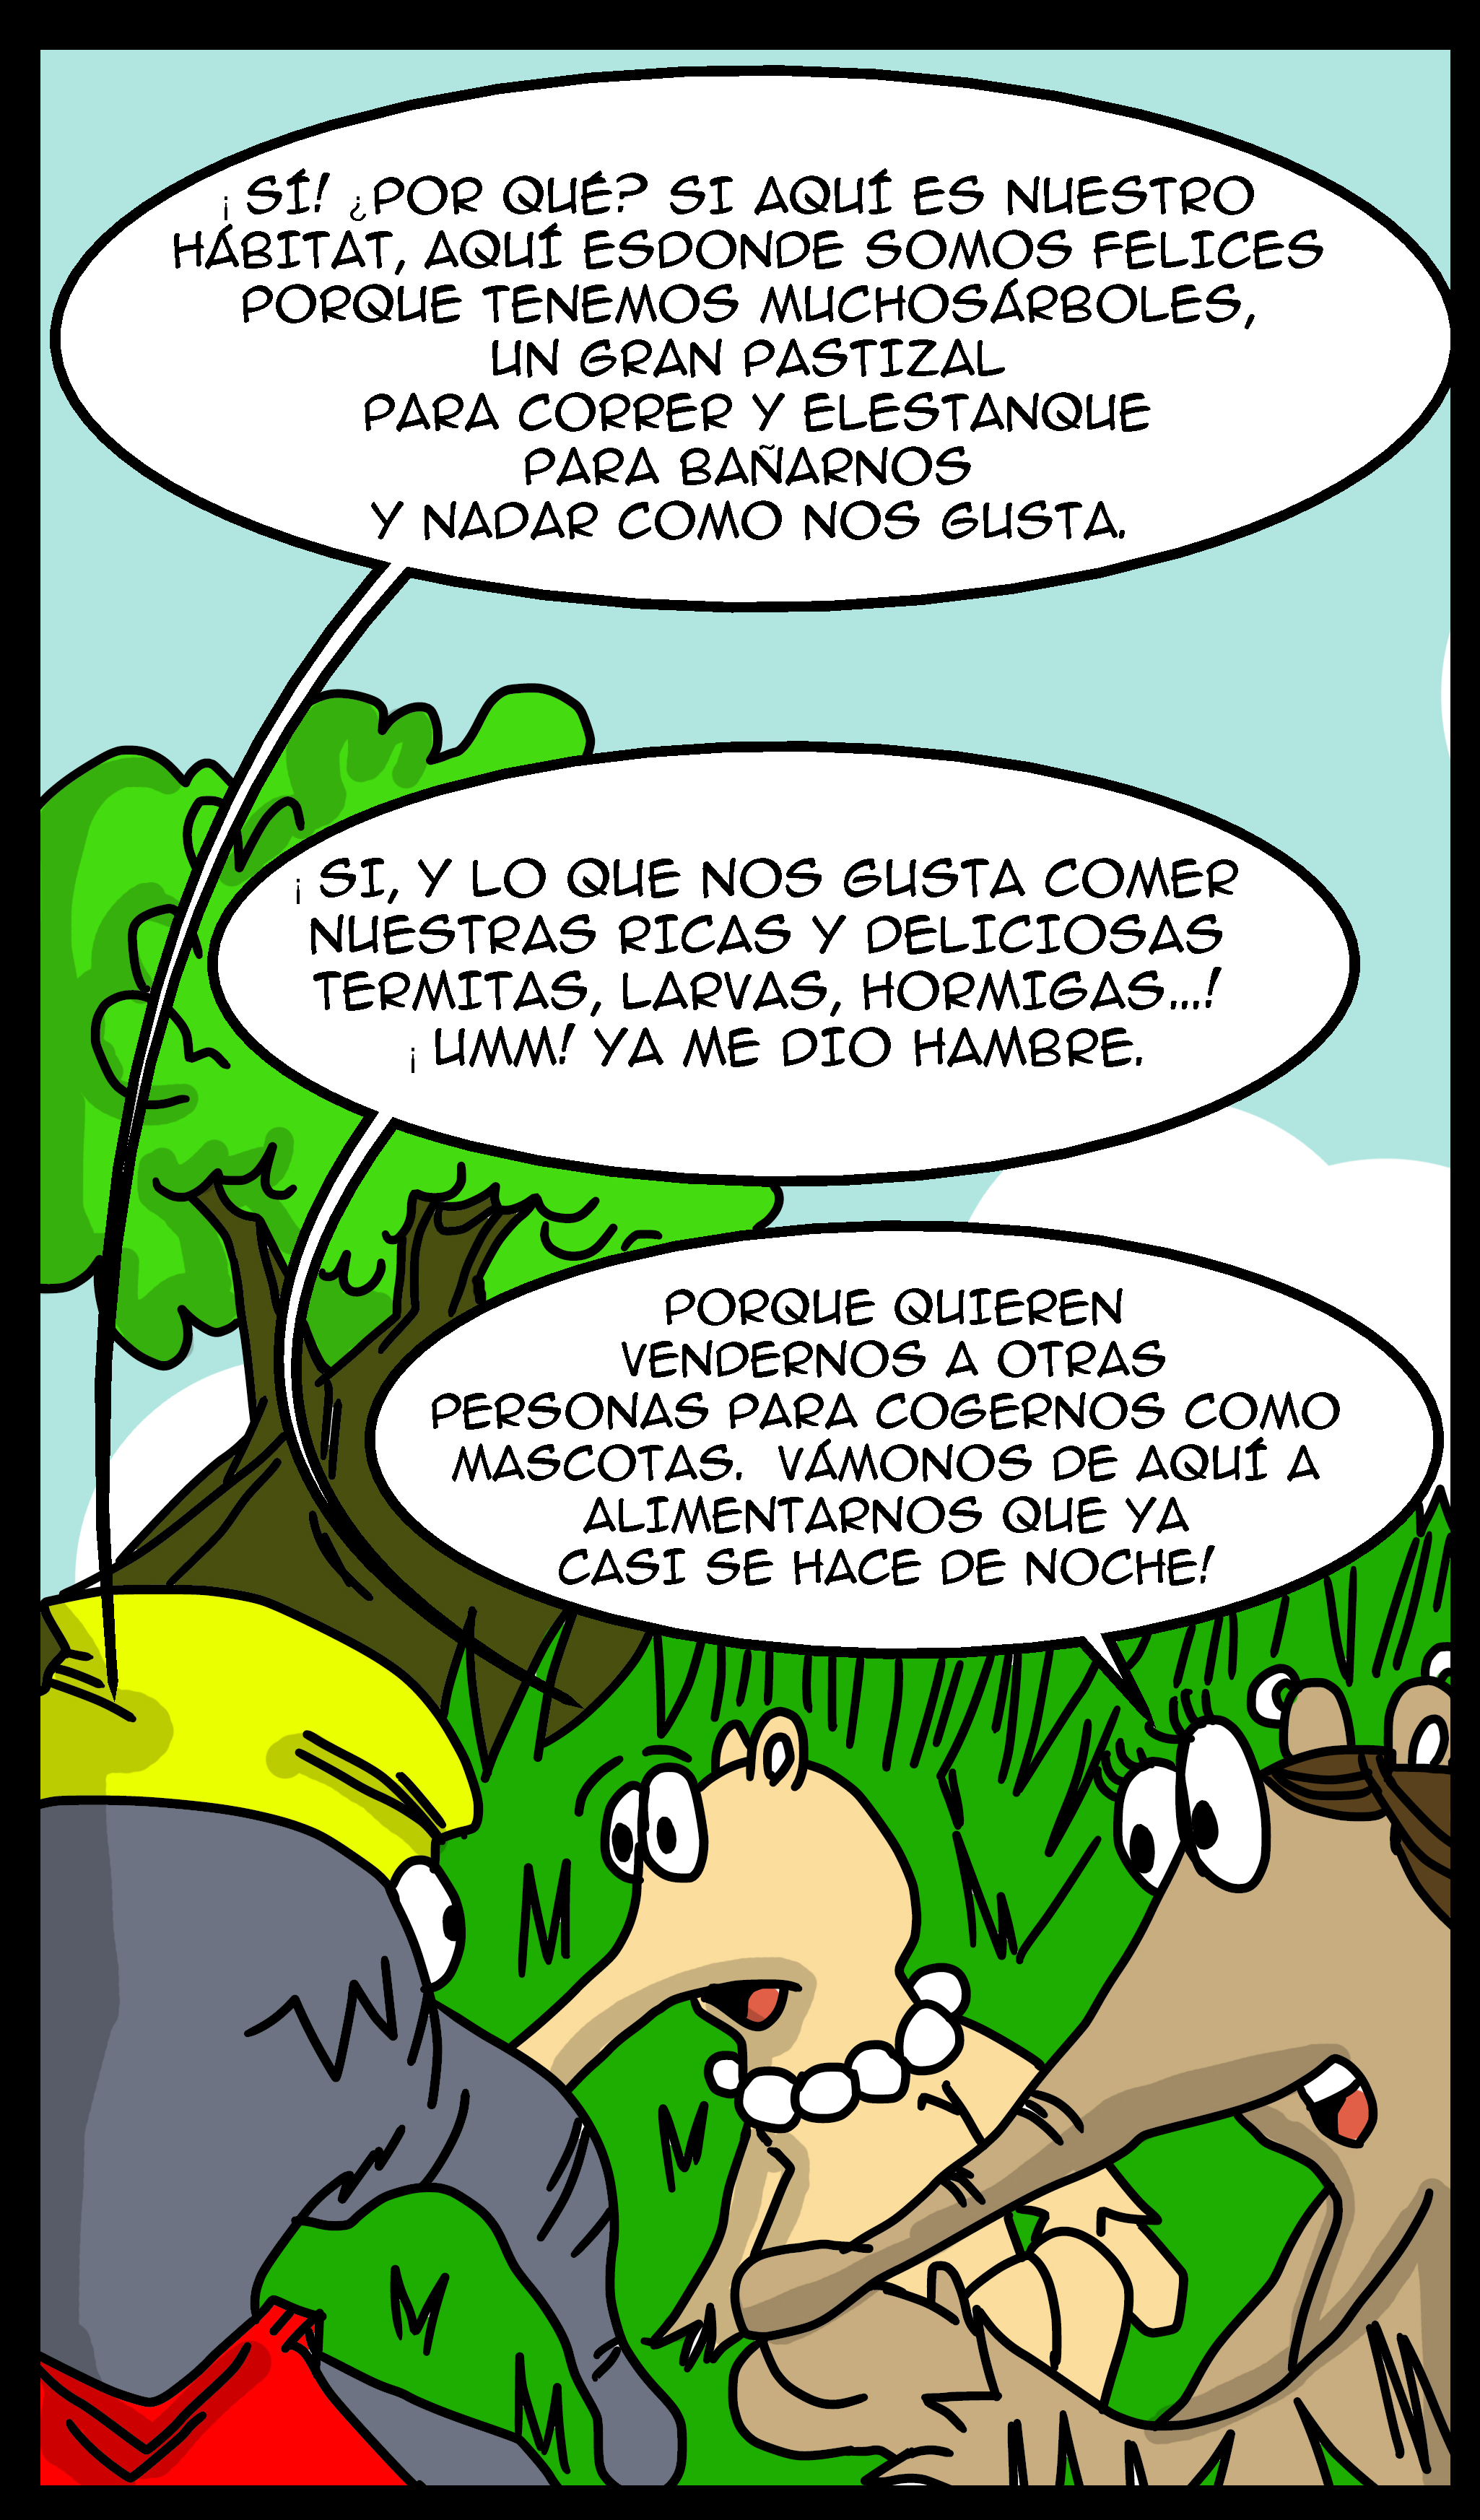 ¡SÍ! ¿POR QUÉ? SI AQUÍ ES NUESTRO
HÁBITAT, AQUÍ ESDONDE SOMOS FELICES
PORQUE TENEMOS MUCHOSÁRBOLES,
UN GRAN PASTIZAL
PARA CORRER Y ELESTANQUE
PARA BAÑARNOS
Y NADAR COMO NOS GUSTA.
¡SI, Y LO QUE NOS GUSTA COMER
NUESTRAS RICAS Y DELICIOSAS
TERMITAS, LARVAS, HORMIGAS...!
¡UMM! YA ME DIO HAMBRE.
PORQUE QUIEREN
VENDERNOS A OTRAS
PERSONAS PARA COGERNOS COMO
MASCOTAS. VÁMONOS DE AQUÍ A
ALIMENTARNOS QUE YA
CASI SE HACE DE NOCHE!